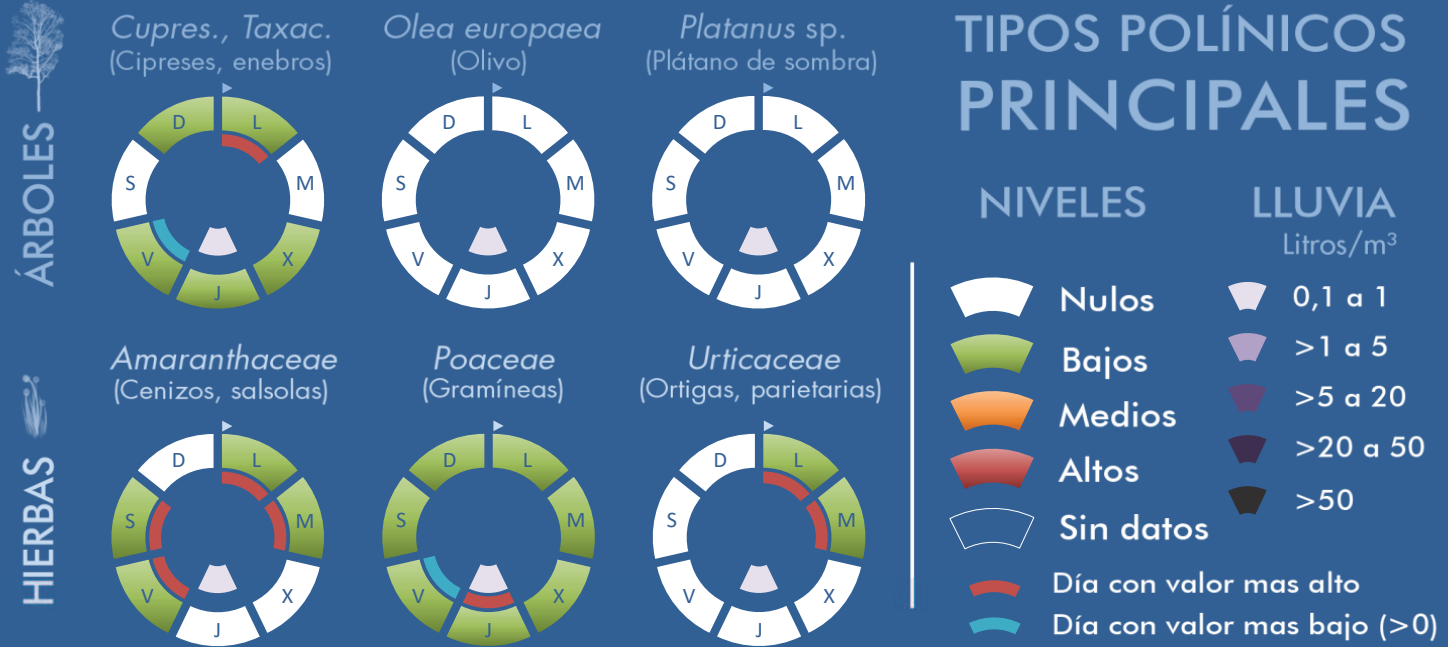 ÁRBOLES
Cupres., Taxac.
(Cipreses, enebros)
D L
S M
V X
J
Olea europaea
(Olivo)
D L
S M
V X
J
Platanus sp.
(Plátano de sombra)
D L
S M
V X
J
HIERBAS
Amaranthaceae
(Cenizos, salsolas)
D L
S M
V X
J
Poaceae
(Gramíneas)
D L
S M
V X
J
Urticaceae
(Ortigas, parietarias)
D L
S M
V X
J
TIPOS POLÍNICOS
PRINCIPALES
NIVELES
Nulos
Bajos
Medios
Altos
Sin datos
Día con valor mas alto
Día con valor mas bajo (>0)
LLUVIA
Litros/m³
0,1 a 1
>1 a 5
>5 a 20
>20 a 50
>50